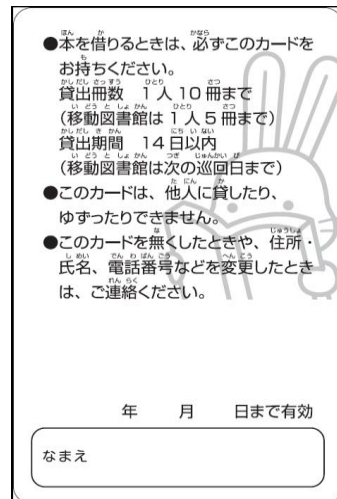 ●本を借りるときは、必ずこのカードを
お持ちください。
貸出冊数　1人10冊まで
(移動図書館は1人5冊まで)
貸出期間　14日以内
(移動図書館は次の巡回日まで)
●このカードは、他人に貸したり、
ゆずったりできません。
●このカードを無くしたときや、住所・
氏名、電話番号などを変更したとき
は、ご連絡ください。
年　月　日まで有効
なまえ